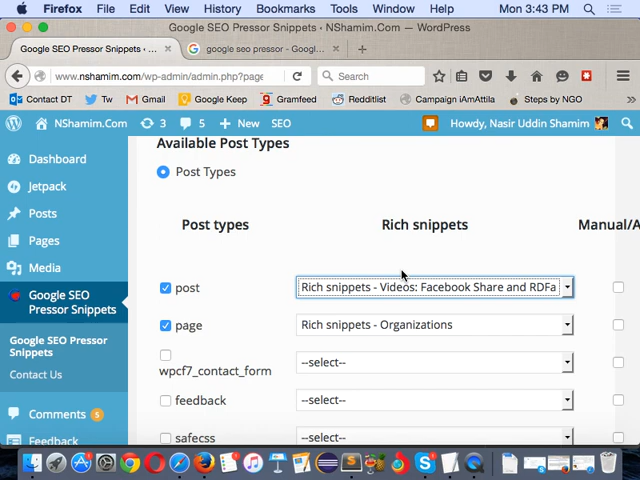 Firefox File Edit View History Bookmarks Tools Window Help Mon 3:43 PM
Google SEO Pressor Snippets ‹ NShamim.Com — WordPress
Google SEO Pressor Snippets ‹ ... × google seo pressor - Googl... × +
www.nshamim.com/wp-admin/admin.php?page Search
Contact DT Tw Gmail Google Keep Gramfeed Redditlist Campaign iAmAttila Steps by NGO
NShamim.Com 3 5 + New SEO Howdy, Nasir Uddin Shamim
Dashboard
Jetpack
Posts
Pages
Media
Google SEO
Pressor Snippets
Google SEO Pressor
Snippets
Contact Us
Comments 5
Feedback
Available Post Types
Post Types
Post types Rich snippets Manual/A
post Rich snippets - Videos: Facebook Share and RDFa
page Rich snippets - Organizations
wpcf7_contact_form --select--
feedback --select--
safecss --select--